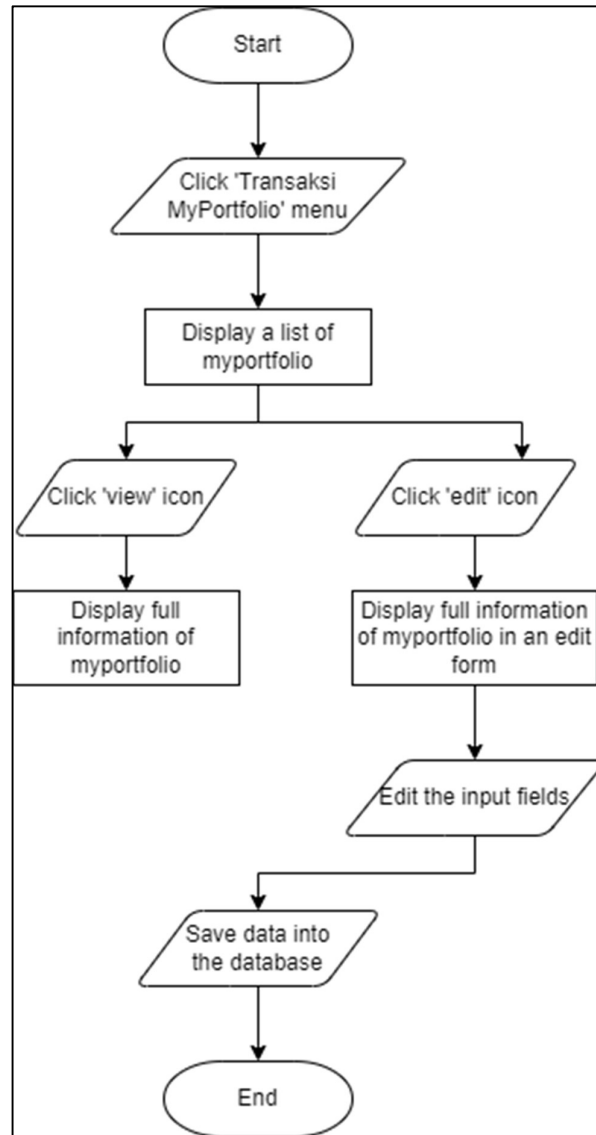 Start
Click 'Transaksi
MyPortfolio' menu
Display a list of
myportfolio
Click 'view' icon
Click 'edit' icon
Display full
information of
myportfolio
Display full information
of myportfolio in an edit
form
Edit the input fields
Save data into
the database
End